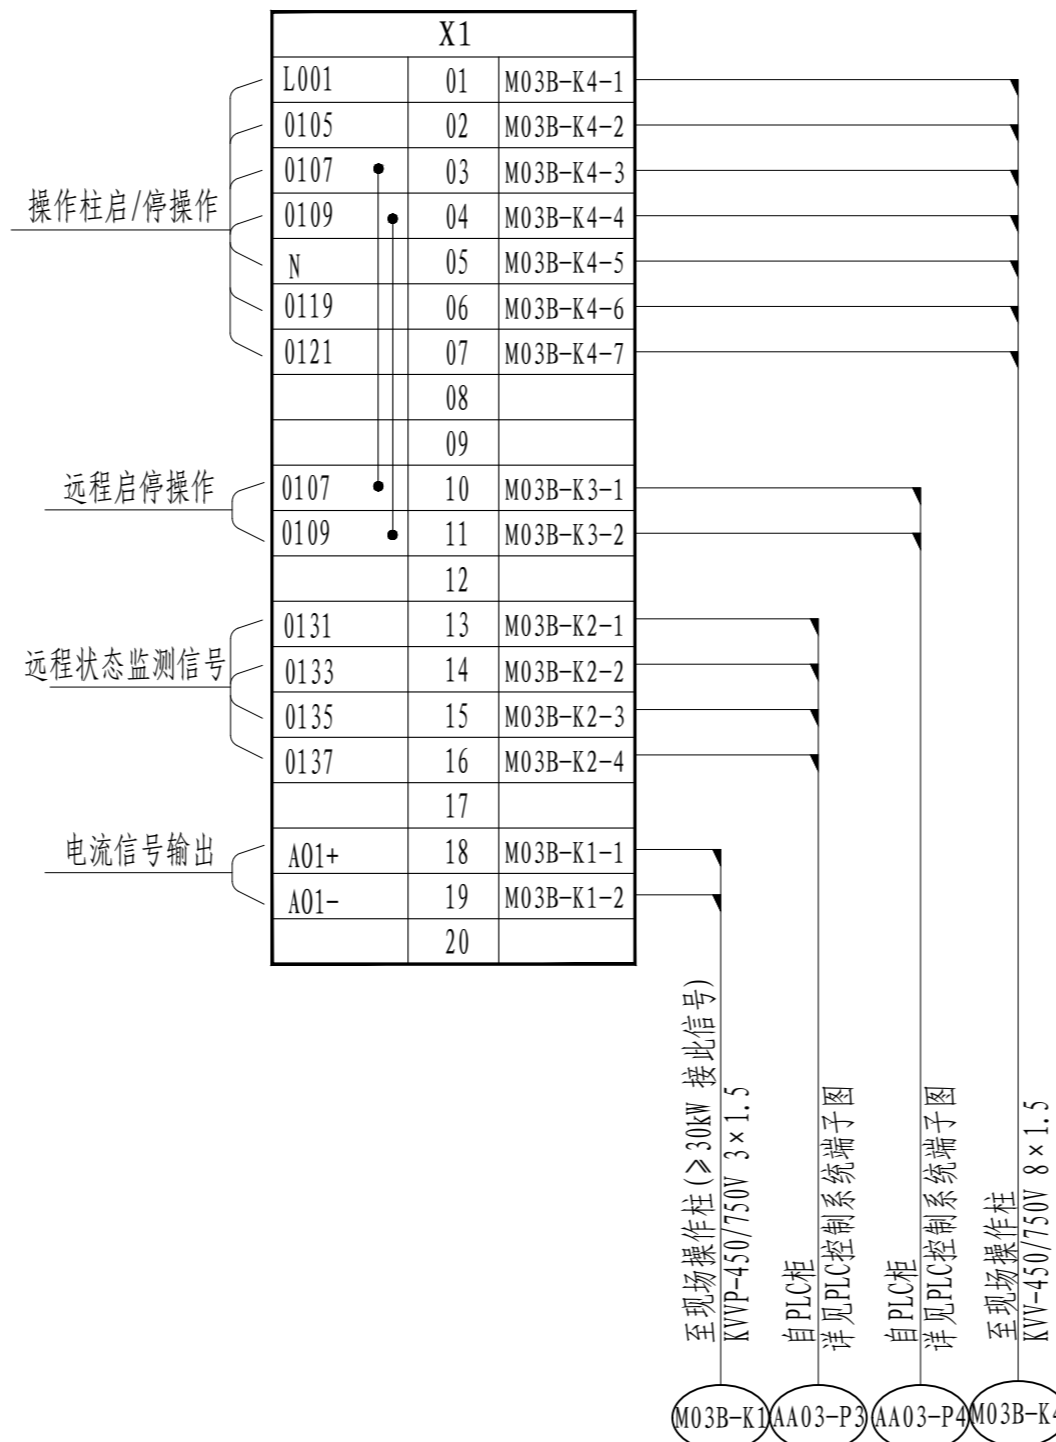 X1
L001 01 M03B-K4-1
0105 02 M03B-K4-2
0107 03 M03B-K4-3
操作柱启/停操作
0109 04 M03B-K4-4
N 05 M03B-K4-5
0119 06 M03B-K4-6
0121 07 M03B-K4-7
08
09
远程启停操作
0107 10 M03B-K3-1
0109 11 M03B-K3-2
12
0131 13 M03B-K2-1
远程状态监测信号
0133 14 M03B-K2-2
0135 15 M03B-K2-3
0137 16 M03B-K2-4
17
电流信号输出
A01+ 18 M03B-K1-1
A01- 19 M03B-K1-2
20
至现场操作柱(≥30kW 接此信号)
KVVP-450/750V 3×1.5
自PLC柜
详见PLC控制系统端子图
自PLC柜
详见PLC控制系统端子图
至现场操作柱
KVV-450/750V 8×1.5
M03B-K1
AA03-P3
AA03-P4
M03B-K4